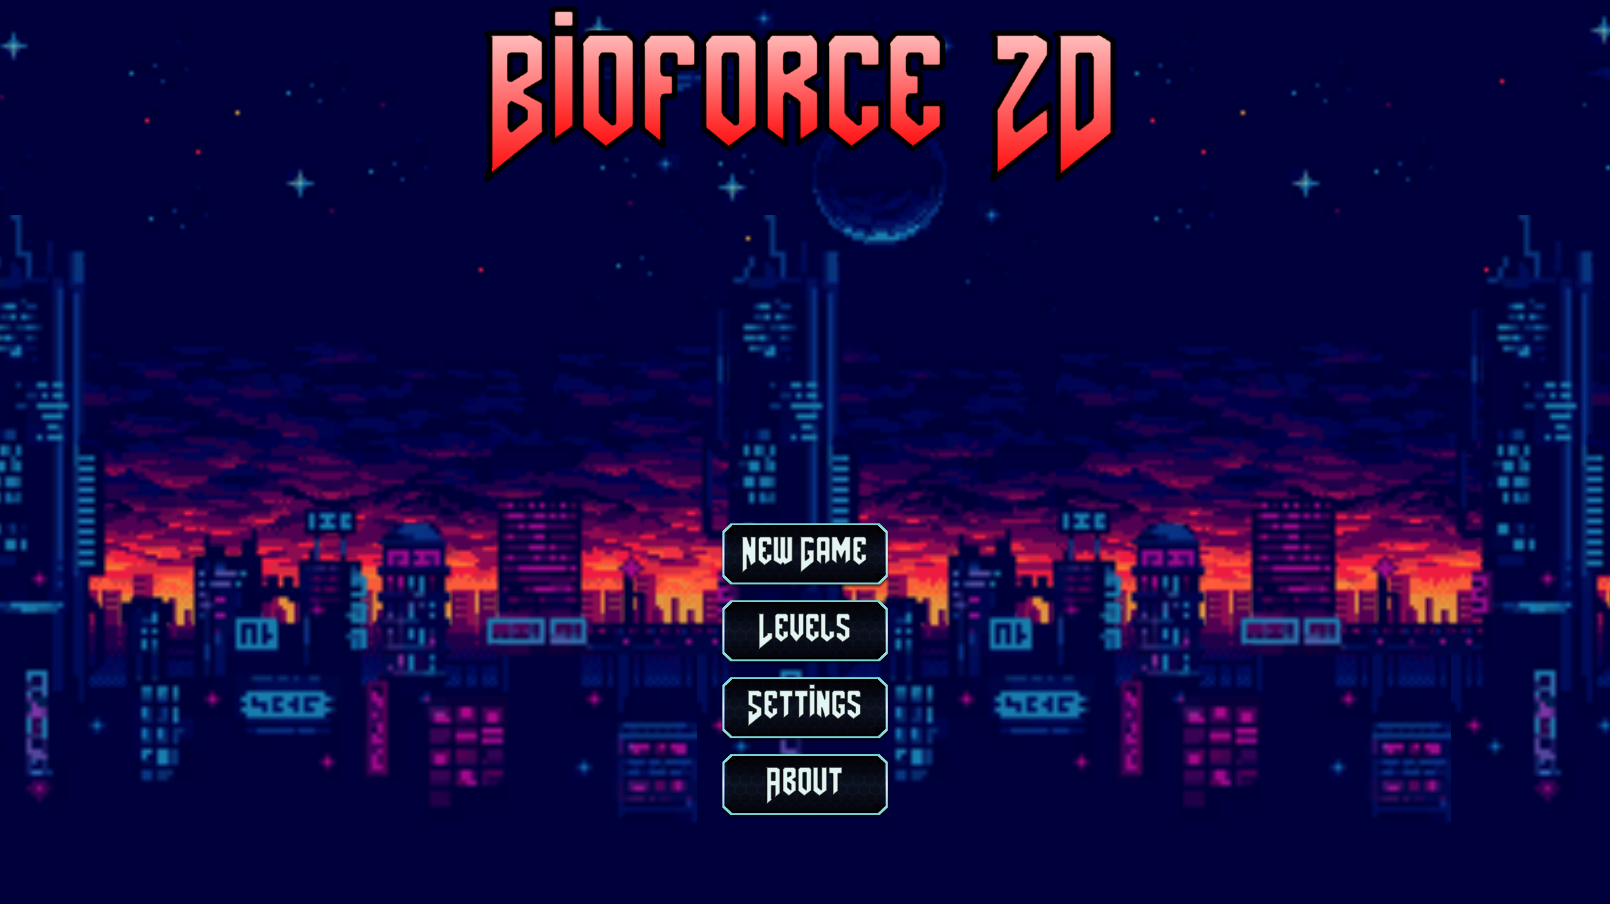 BiOFORCE 2D
NEW GAME
LEVELS
SETTiNGS
ABOUT